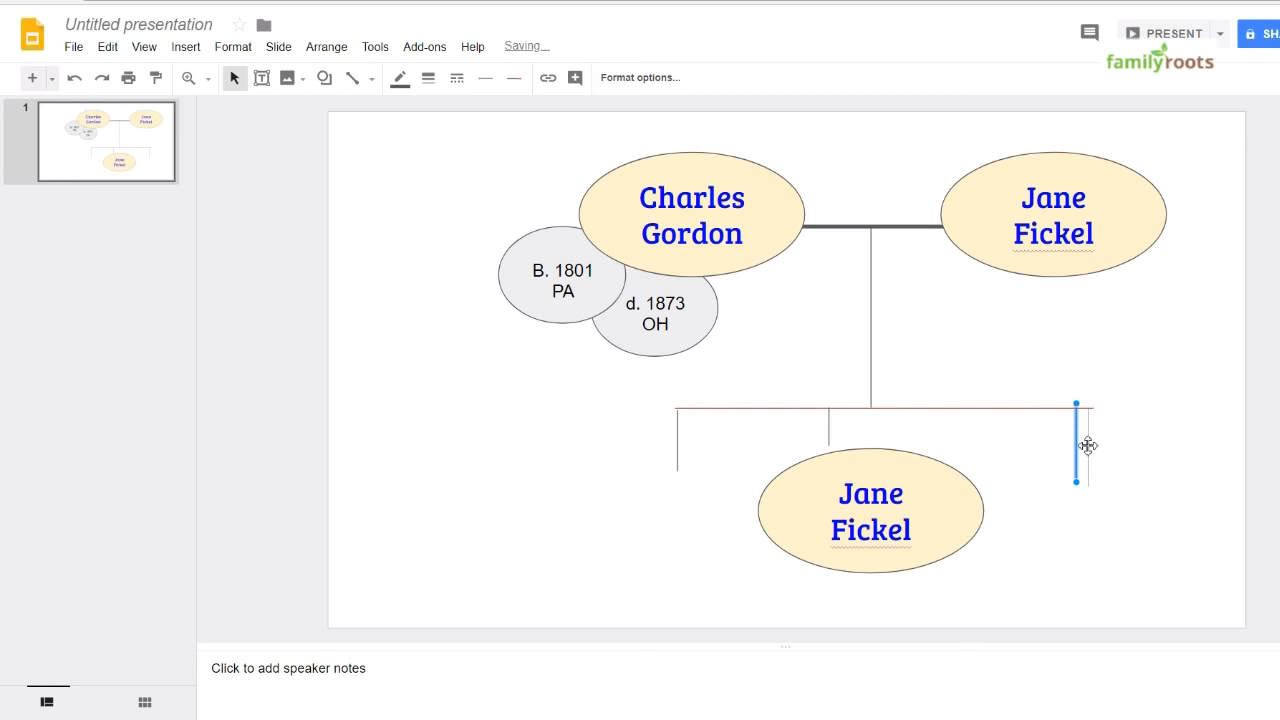 Untitled presentation
File Edit View Insert Format Slide Arrange Tools Add-ons Help Saving...
PRESENT
SHA
familyroots
Format options...
1
Charles
Gordon
Jane
Fickel
B. 1801
PA
d. 1873
OH
Jane
Fickel
Click to add speaker notes